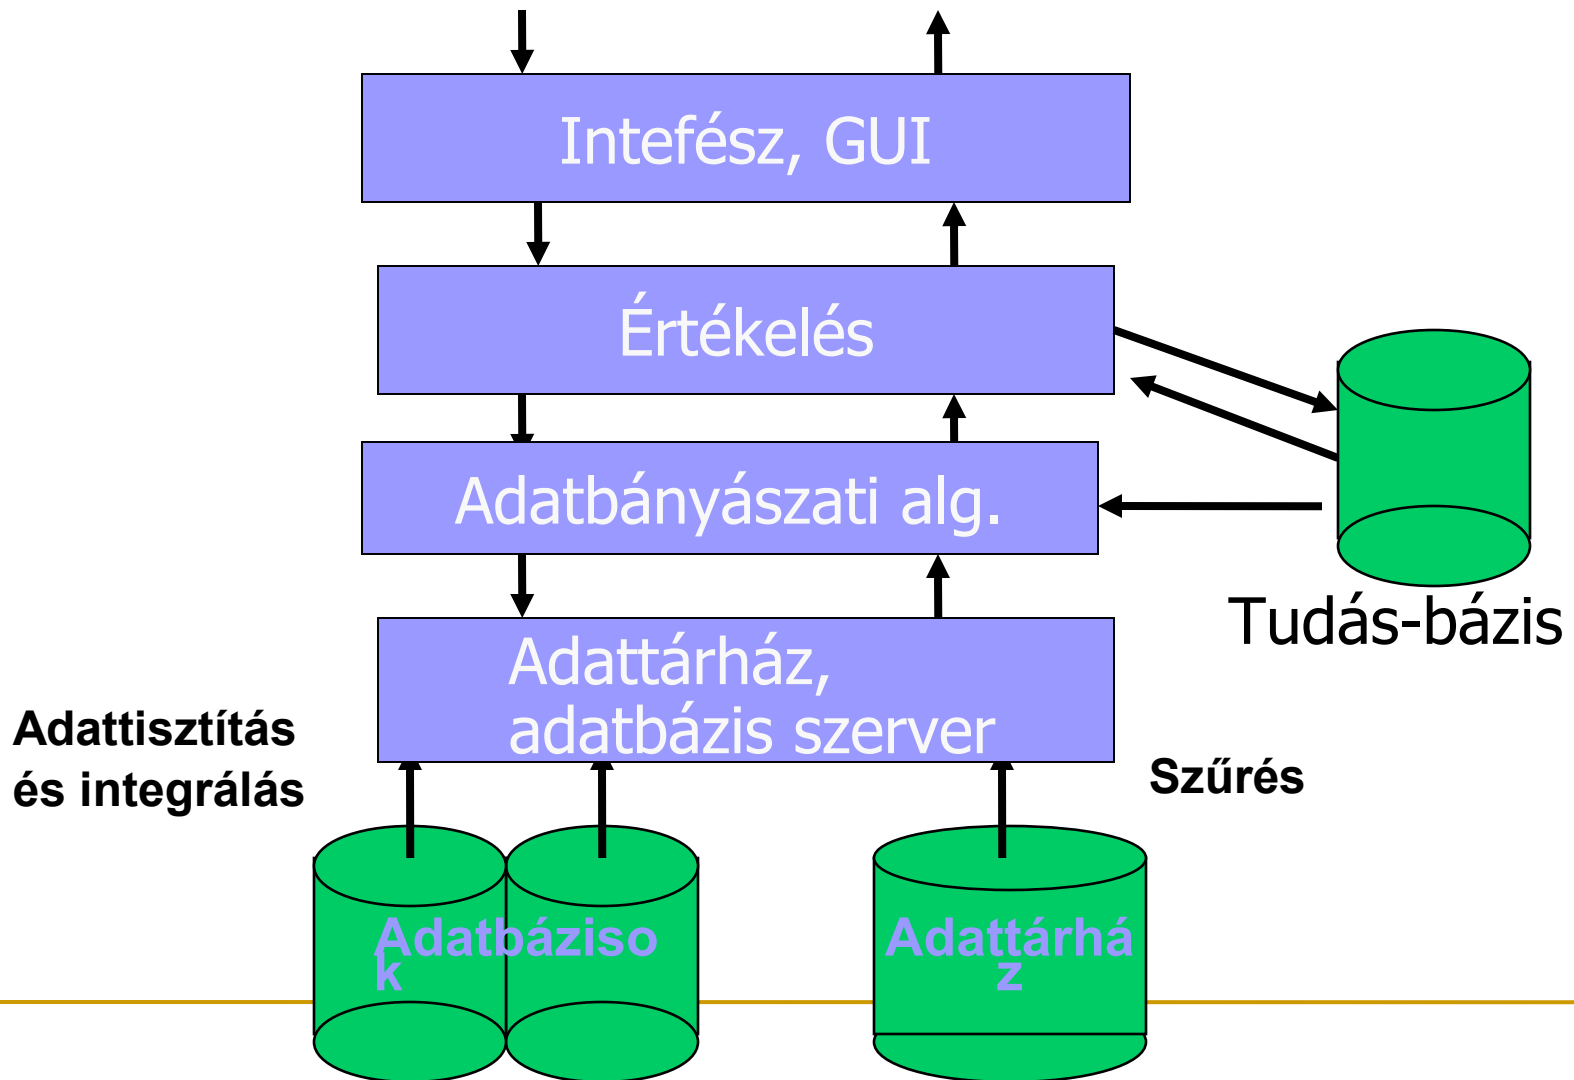 Intefész, GUI
Értékelés
Adatbányászati alg.
Tudás-bázis
Adattárház,
adatbázis szerver
Adattisztítás
és integrálás
Szűrés
Adatbáziso
k
Adattárhá
z